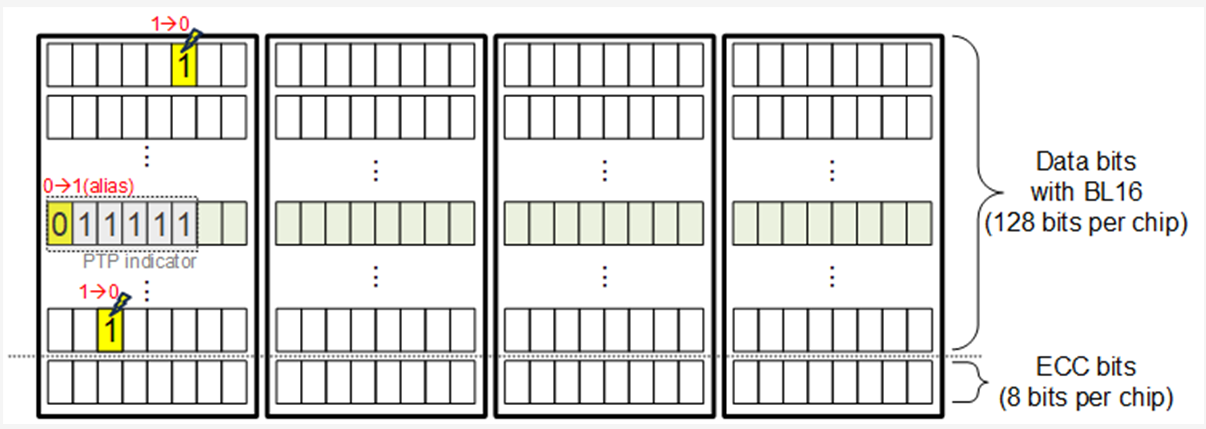 1→0
1
⋮
⋮
⋮
⋮
0→1(alias)
0 1 1 1 1 1
PTP indicator
⋮
⋮
⋮
⋮
1→0
1
Data bits
with BL16
(128 bits per chip)
ECC bits
(8 bits per chip)